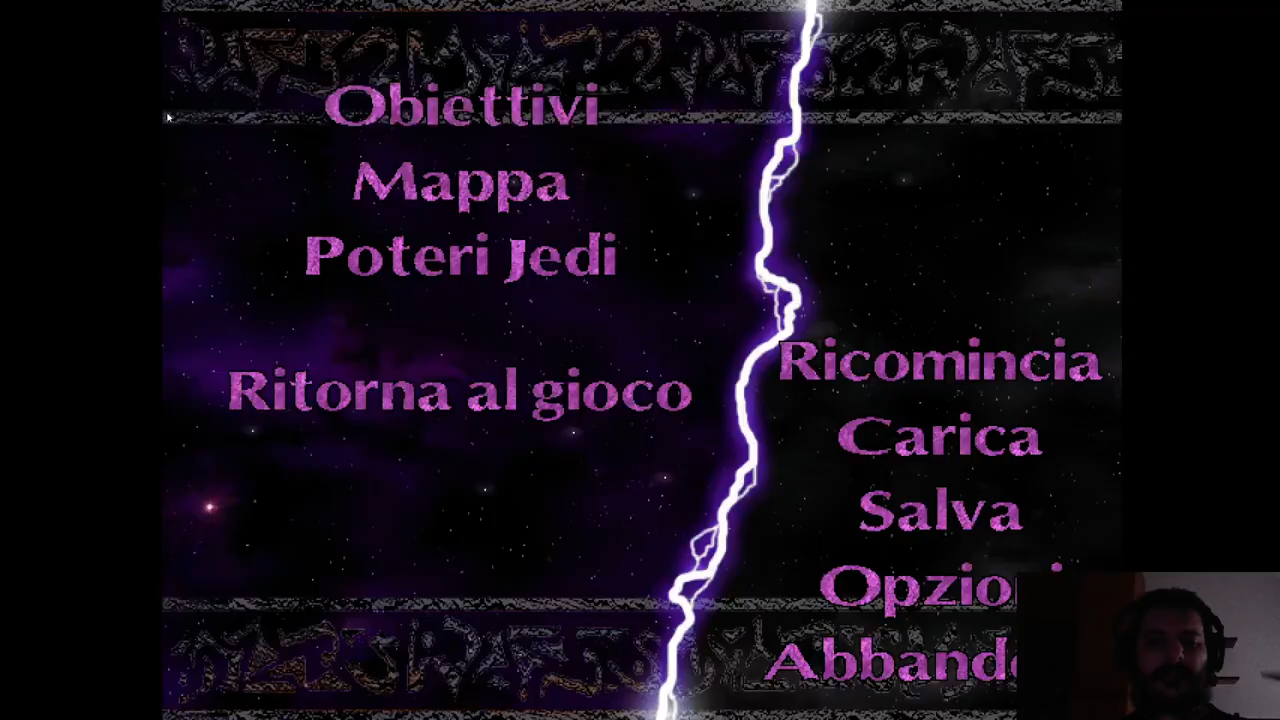 Obiettivi
Mappa
Poteri Jedi
Ritorna al gioco
Ricomincia
Carica
Salva